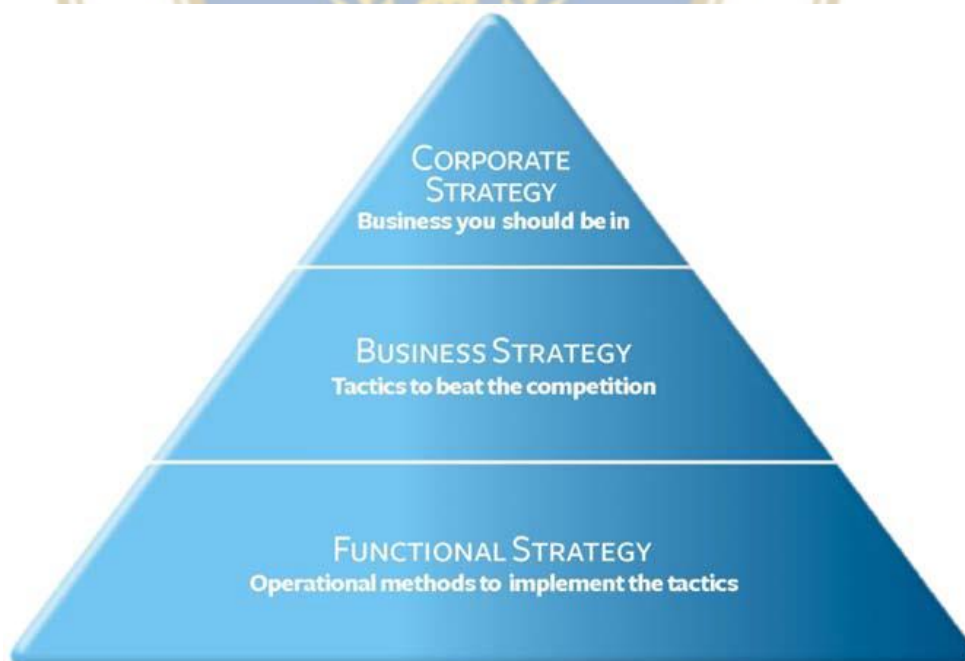 CORPORATE
STRATEGY
Business you should be in
BUSINESS STRATEGY
Tactics to beat the competition
FUNCTIONAL STRATEGY
Operational methods to implement the tactics